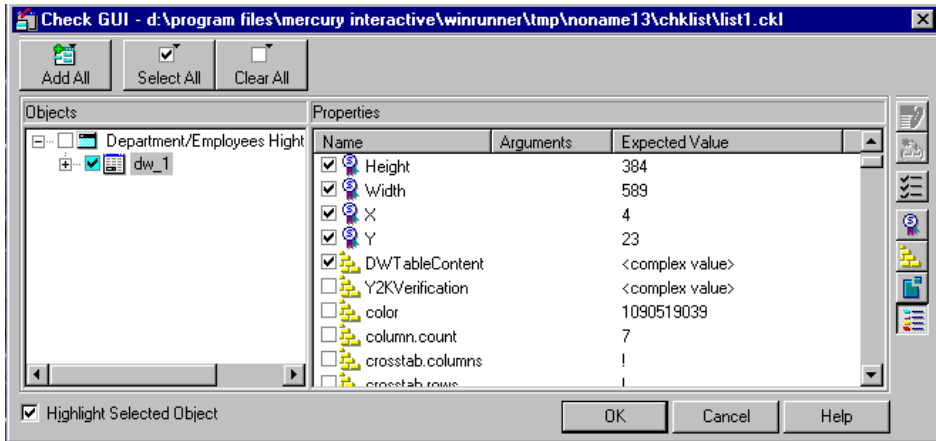 Check GUI - d:\program files\mercury interactive\winrunner\tmp\noname13\chklist\list1.ckl
Add All Select All Clear All
Objects
Department/Employees Hight
dw_1
Properties
Name Arguments Expected Value
Height 384
Width 589
X 4
Y 23
DWTableContent <complex value>
Y2KVerification <complex value>
color 1090519039
column.count 7
crosstab.columns !
crosstab.rows !
Highlight Selected Object
OK Cancel Help